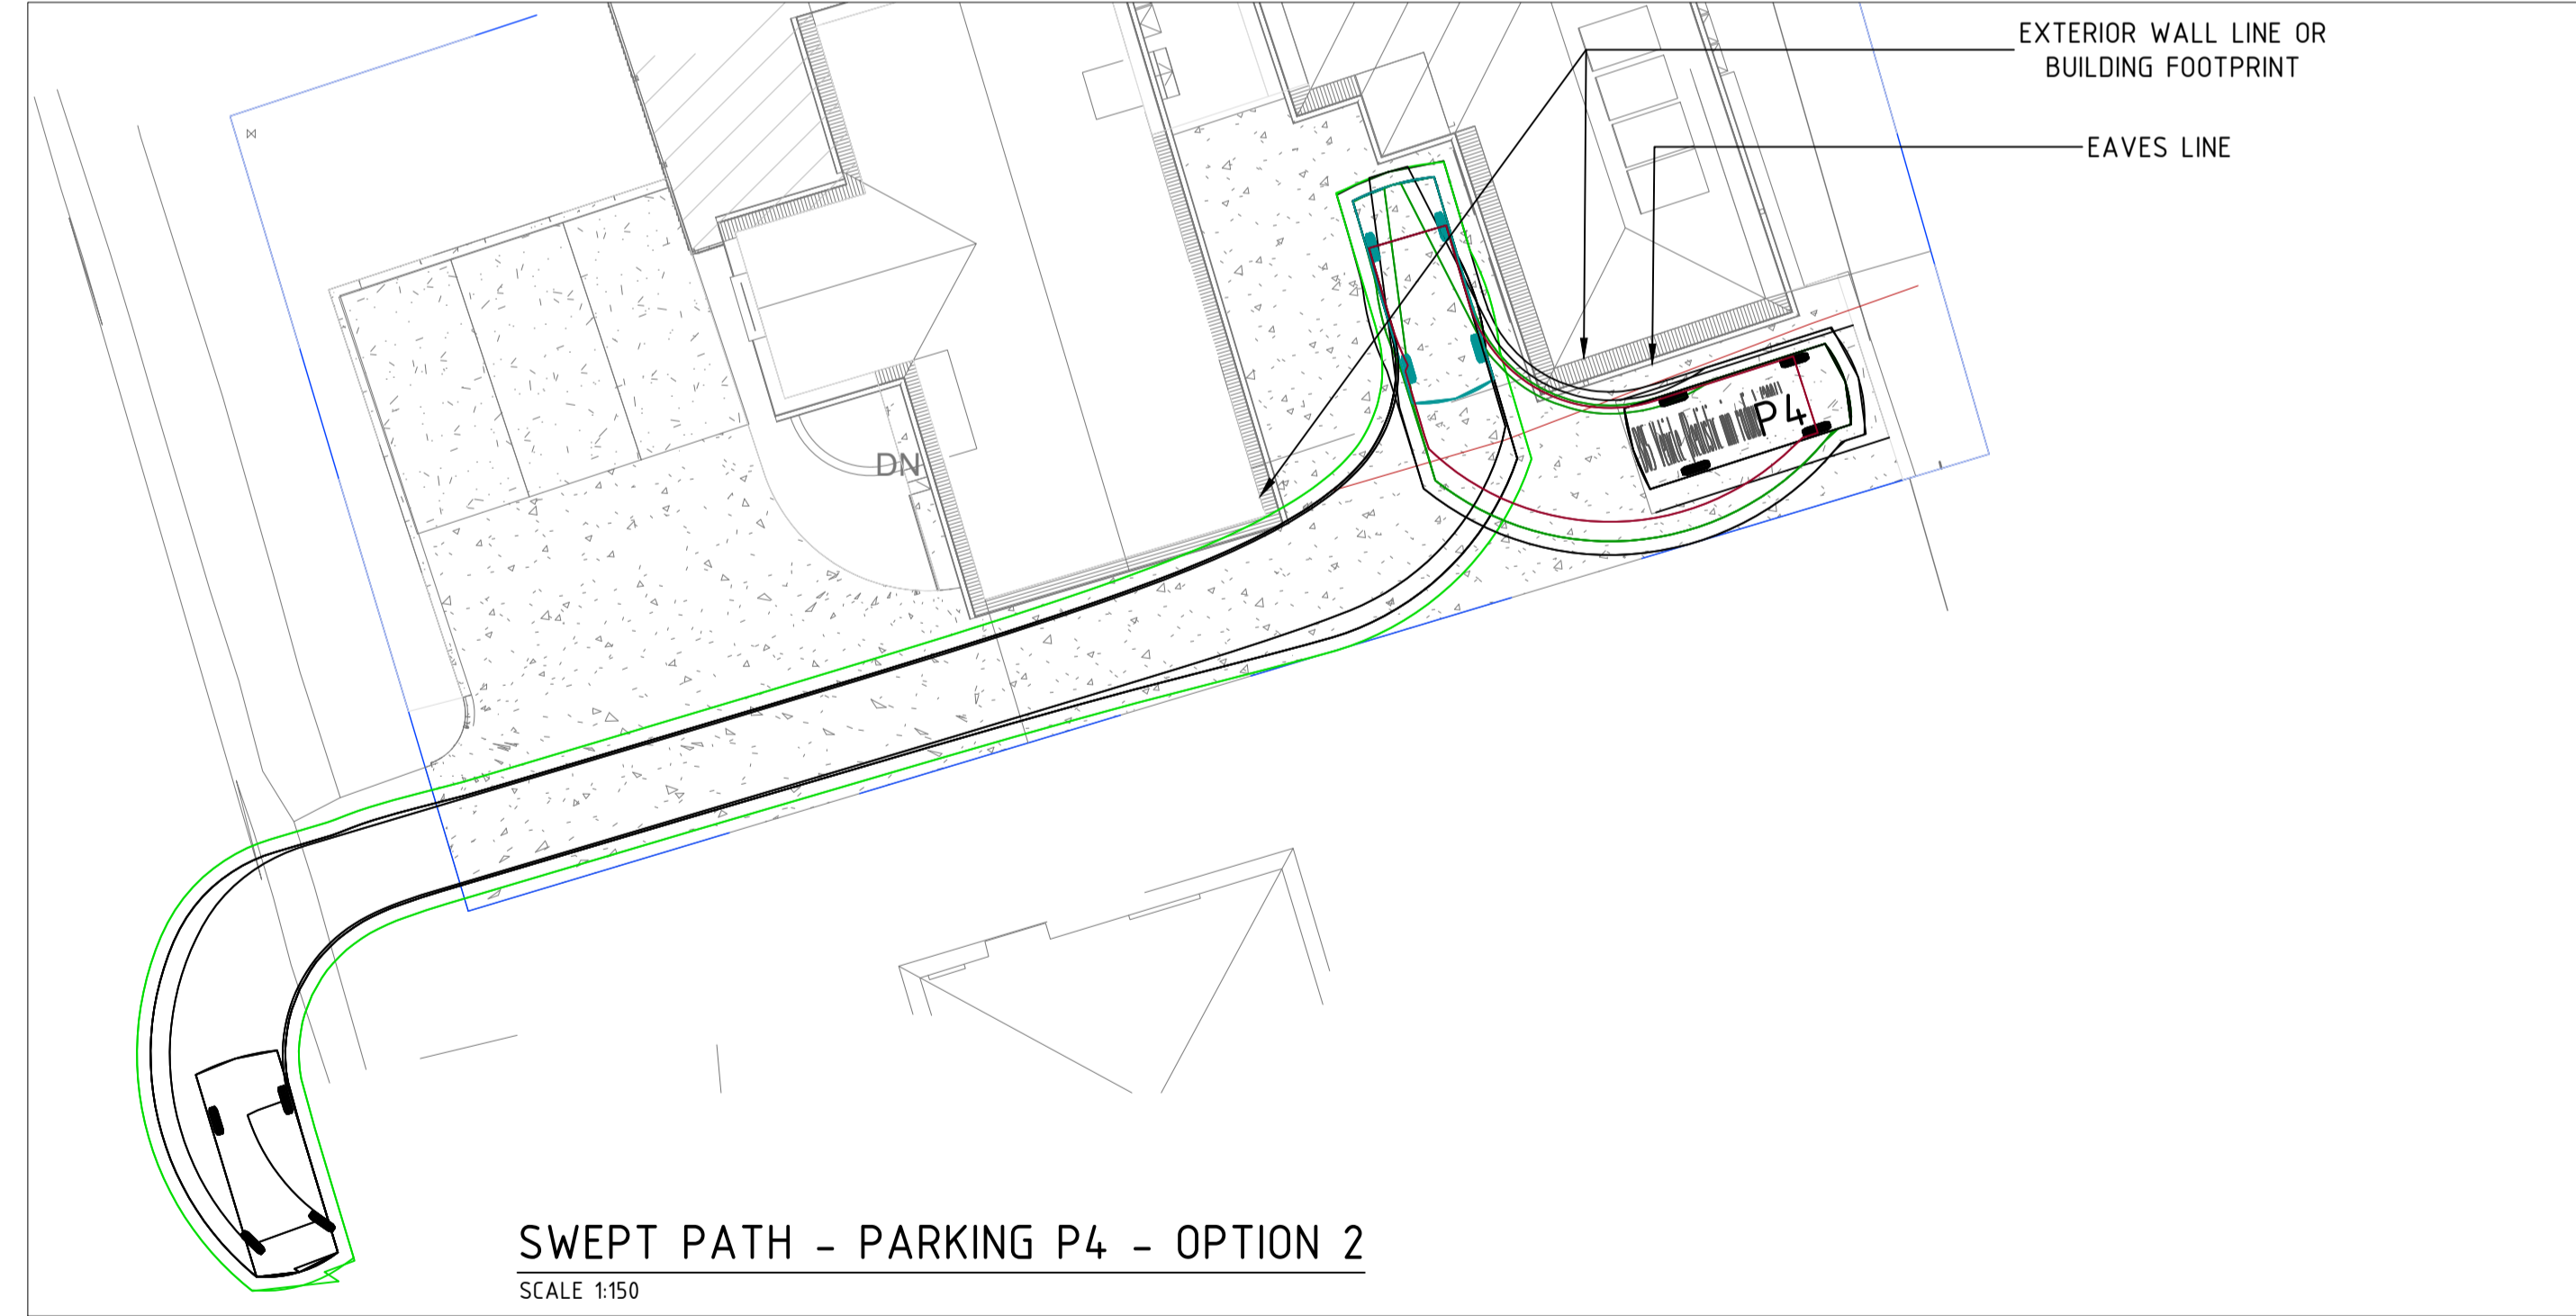 EXTERIOR WALL LINE OR
BUILDING FOOTPRINT
EAVES LINE
P4
DN
SWEPT PATH - PARKING P4 - OPTION 2
SCALE 1:150